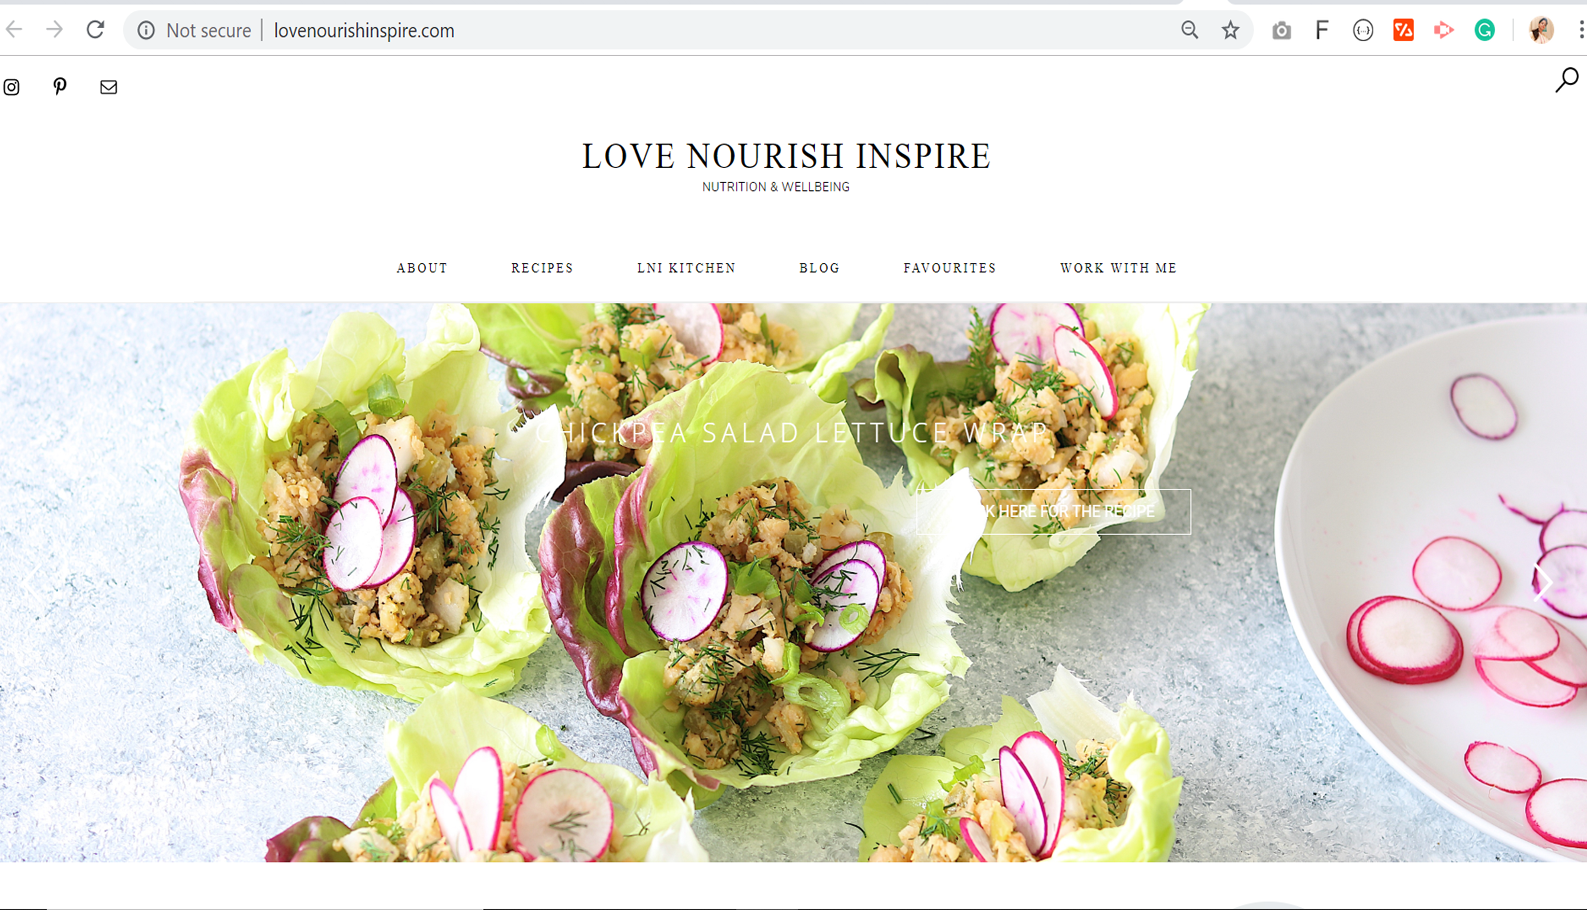 Not secure | lovenourishinspire.com
F
LOVE NOURISH INSPIRE
NUTRITION & WELLBEING
ABOUT RECIPES LNI KITCHEN BLOG FAVOURITES WORK WITH ME
CHICKPEA SALAD LETTUCE WRAP
HERE FOR THE RECIPE